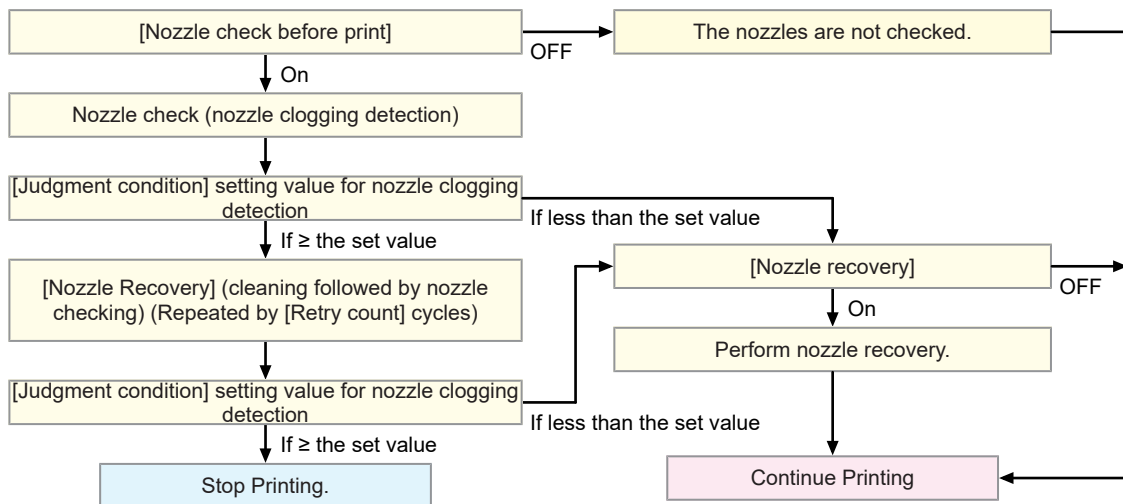 [Nozzle check before print]
OFF
The nozzles are not checked.
On
Nozzle check (nozzle clogging detection)
[Judgment condition] setting value for nozzle clogging
detection
If less than the set value
If ≥ the set value
[Nozzle recovery]
OFF
[Nozzle Recovery] (cleaning followed by nozzle
checking) (Repeated by [Retry count] cycles)
On
Perform nozzle recovery.
[Judgment condition] setting value for nozzle clogging
detection
If less than the set value
If ≥ the set value
Stop Printing.
Continue Printing